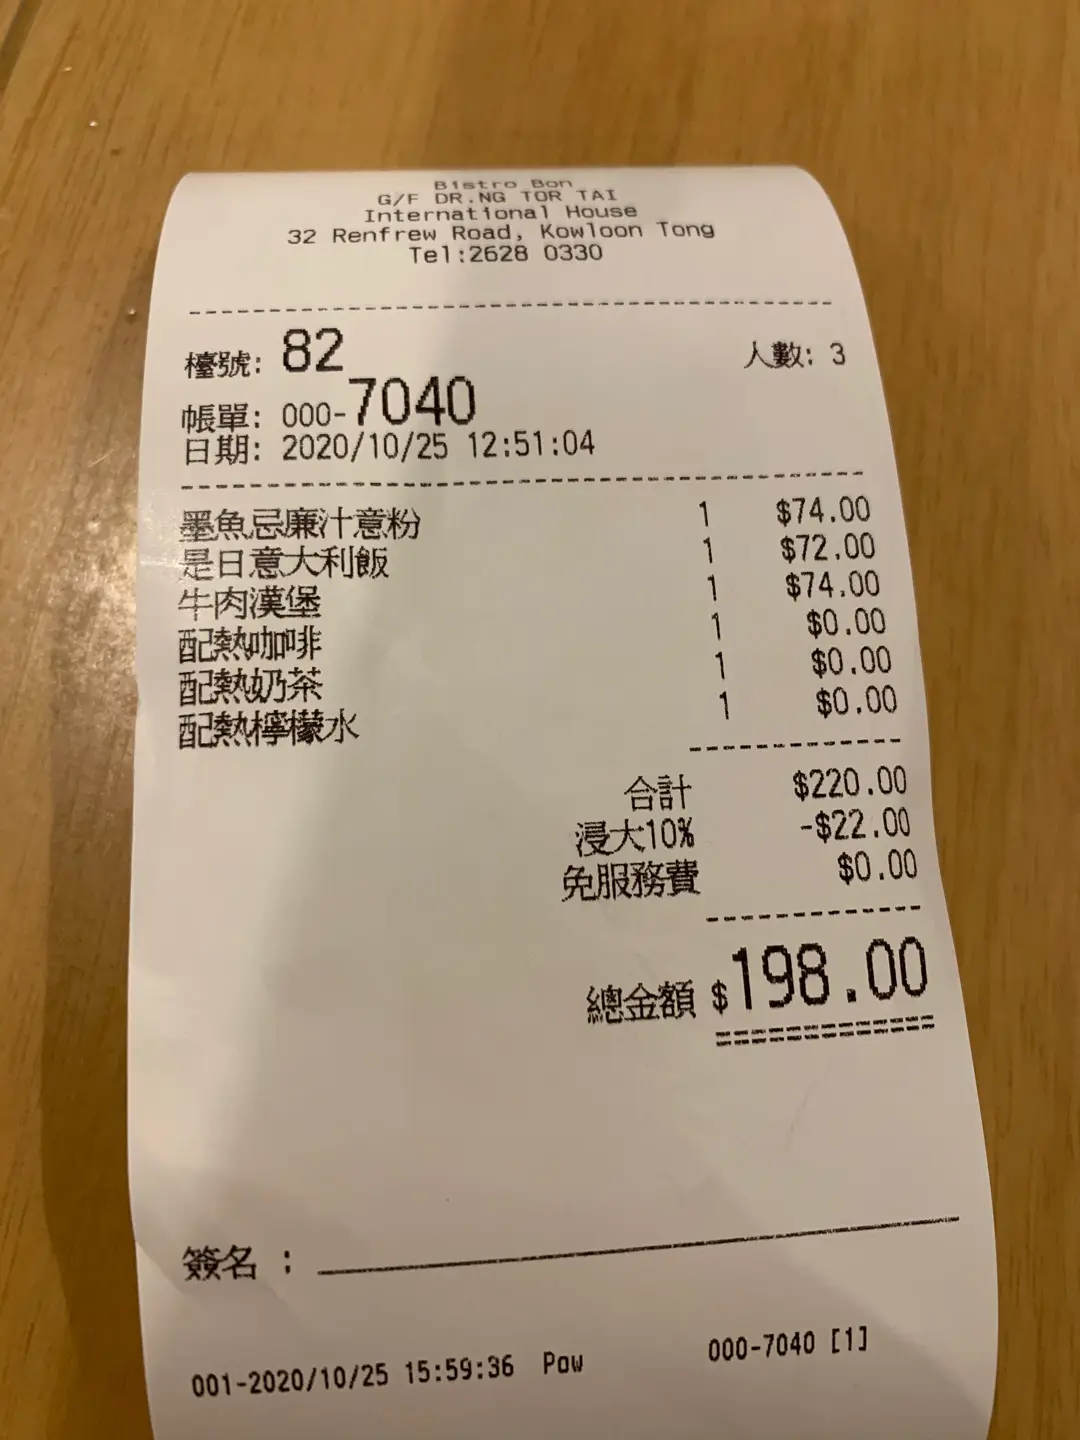 Bistro Bon
G/F DR.NG TOR TAI
International House
32 Renfrew Road, Kowloon Tong
Tel:2628 0330
檯號: 82 人數: 3
帳單: 000-7040
日期: 2020/10/25 12:51:04
墨魚忌廉汁意粉 1 $74.00
是日意大利飯 1 $72.00
牛肉漢堡 1 $74.00
配熱咖啡 1 $0.00
配熱奶茶 1 $0.00
配熱檸檬水 1 $0.00
合計 $220.00
浸大10% -$22.00
免服務費 $0.00
總金額 $198.00
簽名 :
001-2020/10/25 15:59:36 Paw 000-7040 [1]